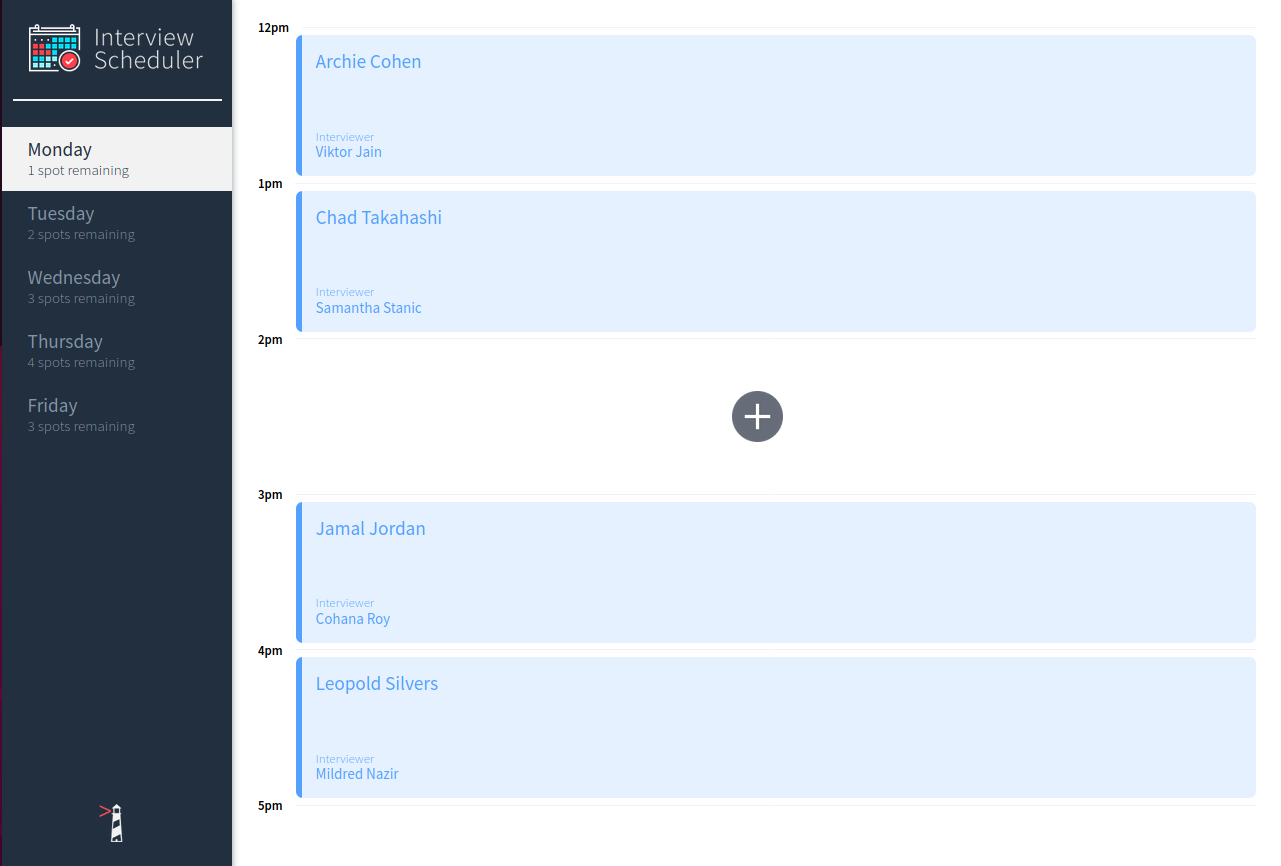 Interview
Scheduler
Monday
1 spot remaining
Tuesday
2 spots remaining
Wednesday
3 spots remaining
Thursday
4 spots remaining
Friday
3 spots remaining
12pm
Archie Cohen
Interviewer
Viktor Jain
1pm
Chad Takahashi
Interviewer
Samantha Stanic
2pm
3pm
Jamal Jordan
Interviewer
Cohana Roy
4pm
Leopold Silvers
Interviewer
Mildred Nazir
5pm